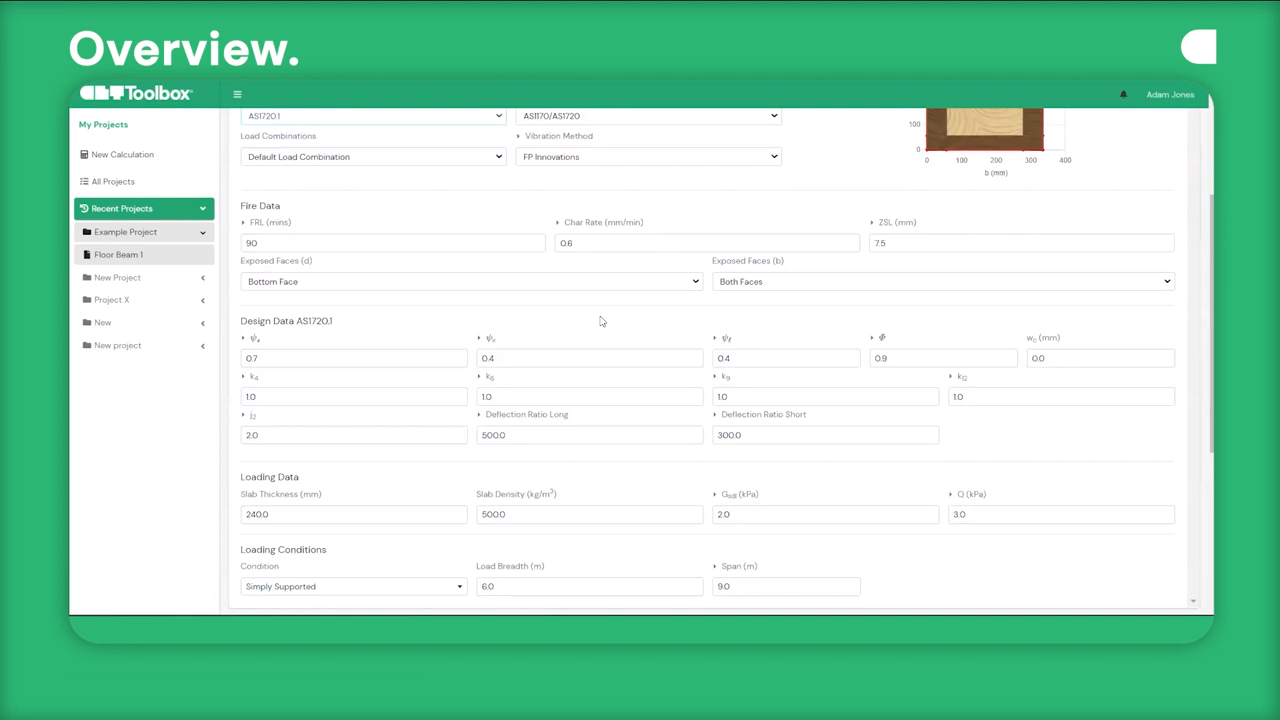 Overview.
CLTToolbox
Adam Jones
My Projects
New Calculation
All Projects
Recent Projects
Example Project
Floor Beam 1
New Project
Project X
New
New project
AS1720.1
AS1170/AS1720
Load Combinations
Vibration Method
Default Load Combination
FP Innovations
100
0
0 100 200 300 400
b (mm)
Fire Data
FRL (mins)
Char Rate (mm/min)
ZSL (mm)
90
0.6
7.5
Exposed Faces (d)
Exposed Faces (b)
Bottom Face
Both Faces
Design Data AS1720.1
ψs
ψc
ψℓ
Φ
wc (mm)
0.7
0.4
0.4
0.9
0.0
k4
k6
k9
k12
1.0
1.0
1.0
1.0
j2
Deflection Ratio Long
Deflection Ratio Short
2.0
500.0
300.0
Loading Data
Slab Thickness (mm)
Slab Density (kg/m³)
Gsdl (kPa)
Q (kPa)
240.0
500.0
2.0
3.0
Loading Conditions
Condition
Load Breadth (m)
Span (m)
Simply Supported
6.0
9.0